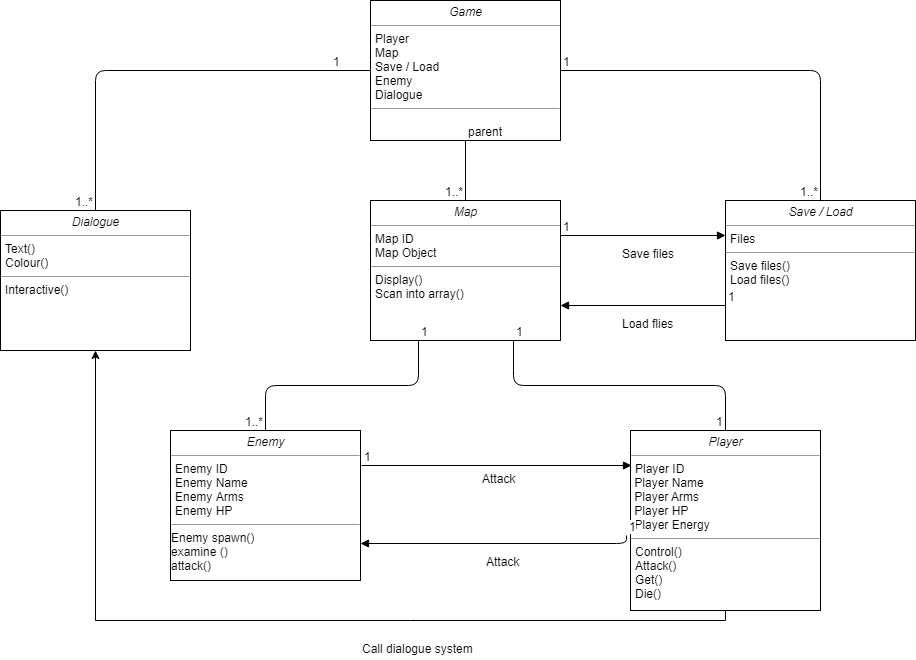 Game
Player
Map
Save / Load
Enemy
Dialogue
parent
1
1
1..*
1..*
1..*
Dialogue
Text()
Colour()
Interactive()
Map
Map ID
Map Object
Display()
Scan into array()
1
1
1
Save files
Load flies
Save / Load
Files
Save files()
Load files()
1
1..*
1
Enemy
Enemy ID
Enemy Name
Enemy Arms
Enemy HP
Enemy spawn()
examine ()
attack()
1
Attack
1
Attack
Player
Player ID
Player Name
Player Arms
Player HP
Player Energy
Control()
Attack()
Get()
Die()
Call dialogue system